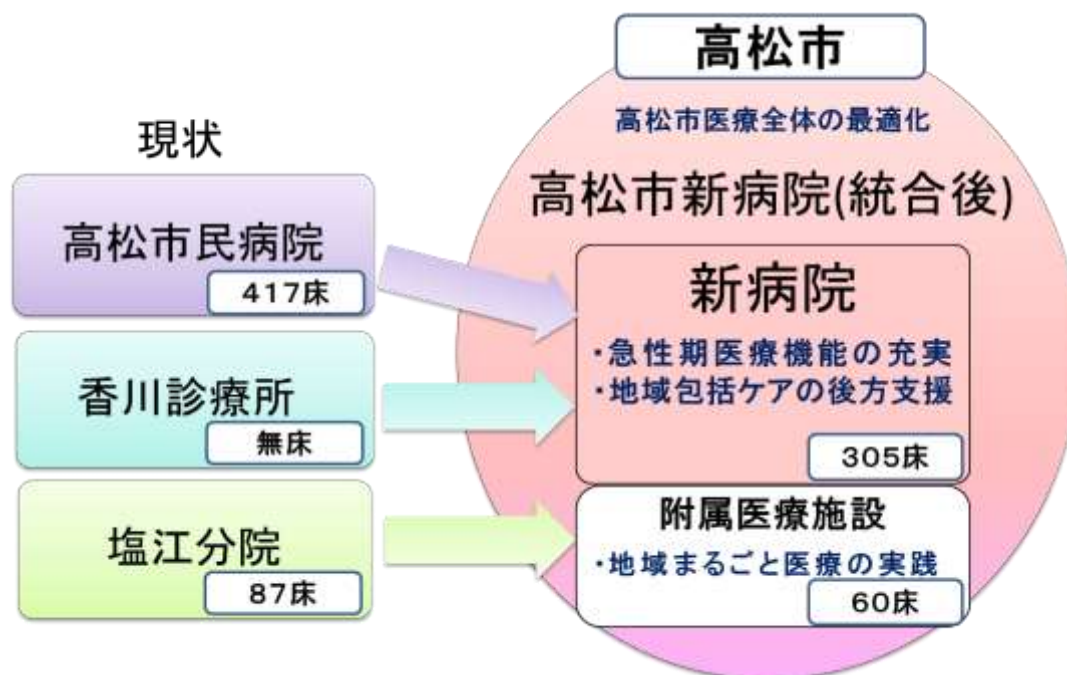 現状
高松市民病院
417床
香川診療所
無床
塩江分院
87床
高松市
高松市医療全体の最適化
高松市新病院(統合後)
新病院
・急性期医療機能の充実
・地域包括ケアの後方支援
305床
附属医療施設
・地域まるごと医療の実践
60床